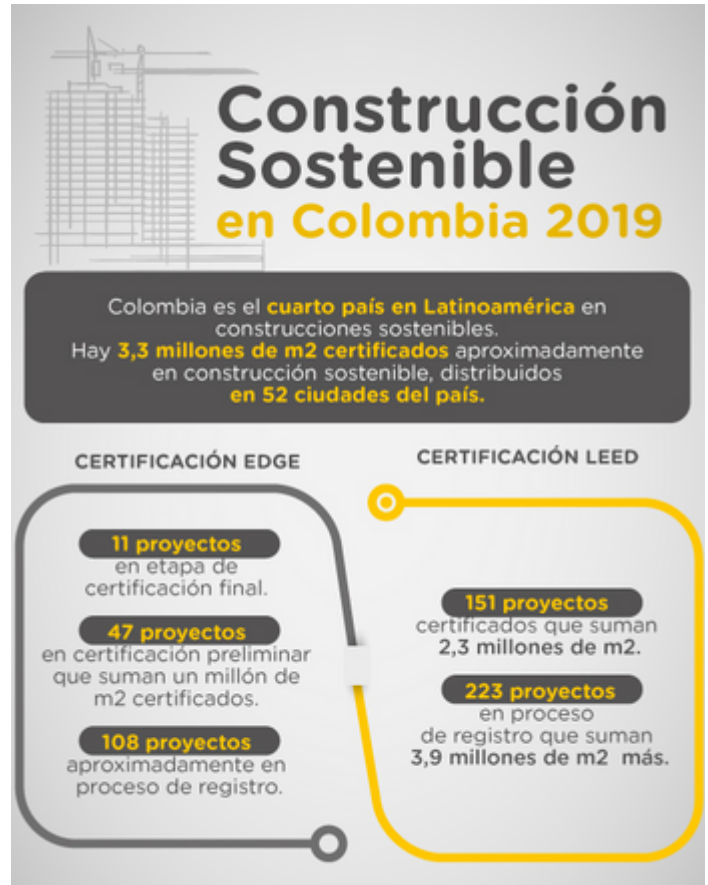 Construcción
Sostenible
en Colombia 2019
Colombia es el cuarto país en Latinoamérica en
construcciones sostenibles.
Hay 3,3 millones de m2 certificados aproximadamente
en construcción sostenible, distribuidos
en 52 ciudades del país.
CERTIFICACIÓN EDGE
11 proyectos
en etapa de
certificación final.
47 proyectos
en certificación preliminar
que suman un millón de
m2 certificados.
108 proyectos
aproximadamente en
proceso de registro.
CERTIFICACIÓN LEED
151 proyectos
certificados que suman
2,3 millones de m2.
223 proyectos
en proceso
de registro que suman
3,9 millones de m2 más.